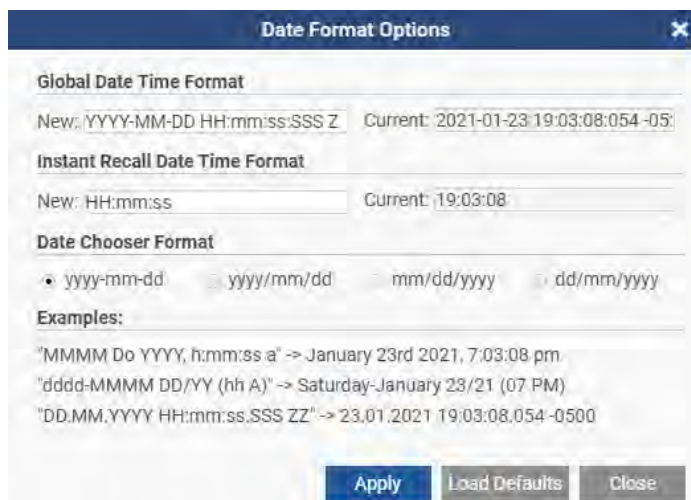 Date Format Options
Global Date Time Format
New: YYYY-MM-DD HH:mm:ss:SSS Z Current: 2021-01-23 19:03:08:054 -05:
Instant Recall Date Time Format
New: HH:mm:ss Current: 19:03:08
Date Chooser Format
yyyy-mm-dd yyyy/mm/dd mm/dd/yyyy dd/mm/yyyy
Examples:
"MMMM Do YYYY, h:mm:ss a" -> January 23rd 2021, 7:03:08 pm
"dddd-MMMM DD/YY (hh A)" -> Saturday-January 23/21 (07 PM)
"DD.MM.YYYY HH:mm:ss.SSS ZZ" -> 23.01.2021 19:03:08.054 -0500
Apply Load Defaults Close